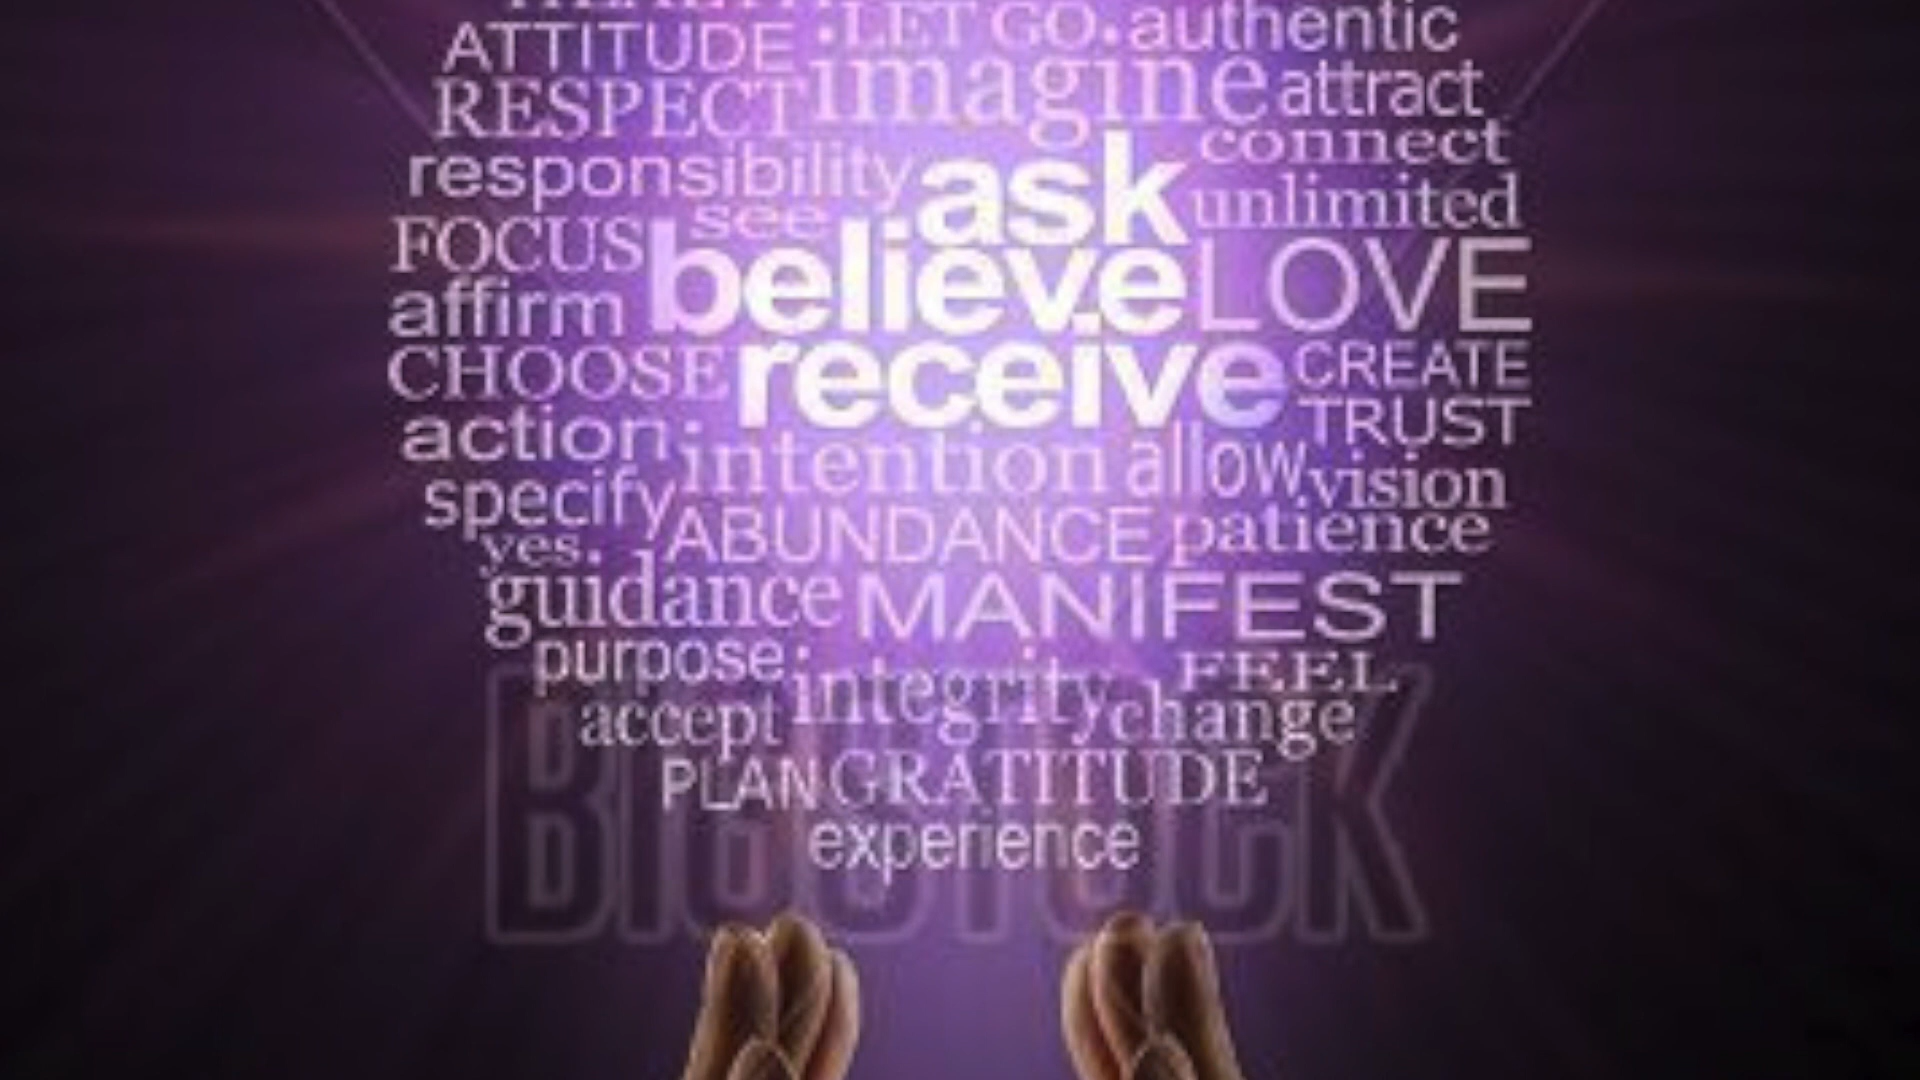 ATTITUDE LET GO authentic
RESPECT imagine attract
connect
responsibility ask unlimited
see
FOCUS believe LOVE
affirm
CHOOSE receive CREATE
TRUST
action intention allow vision
specify ABUNDANCE patience
yes
guidance MANIFEST
purpose integrity FEEL
accept change
PLAN GRATITUDE
experience
BIGSTOCK